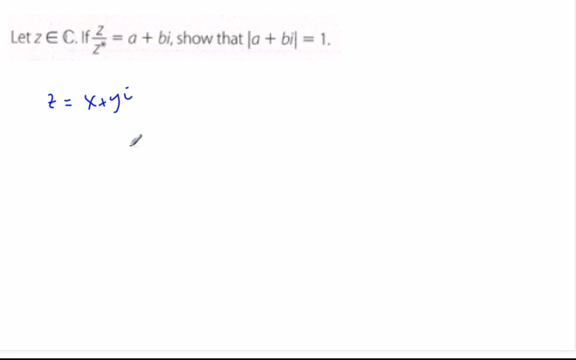 Let z ∈ ℂ. If z/z* = a + bi, show that |a + bi| = 1.
z = x+yi